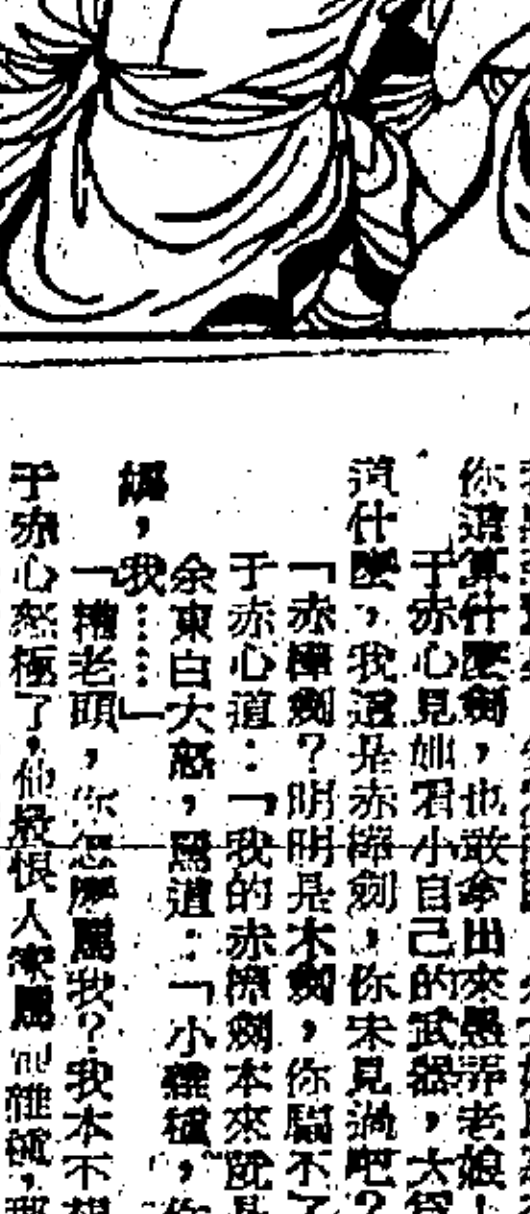 你這算什麼劍，也敢拿出來愚弄老娘！
于赤心見她看小自己的武器，大
道什麼，我這是赤 劍，你未見過吧？
「赤 劍？明明是木劍，你騙不了
于赤心道：「我的赤 劍本來就是
余東白大怒，罵道：「小雜種，你
，我……」
「糟老頭，你怎麼罵我？我本不想
于赤心怒極了，他最恨人家罵 雜種，那